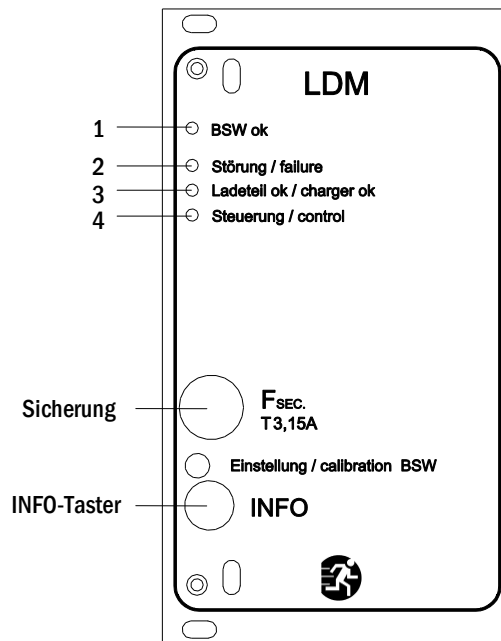 LDM
1 BSW ok
2 Störung / failure
3 Ladeteil ok / charger ok
4 Steuerung / control
Sicherung FSEC.
T3,15A
Einstellung / calibration BSW
INFO-Taster INFO